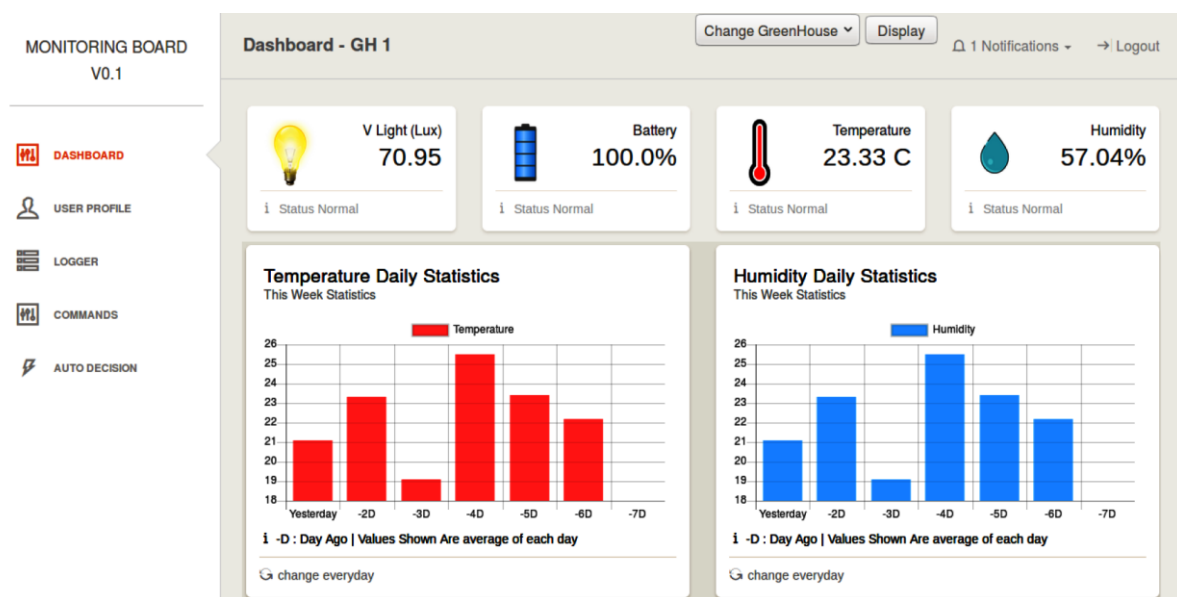 MONITORING BOARD
V0.1
DASHBOARD
USER PROFILE
LOGGER
COMMANDS
AUTO DECISION
Dashboard - GH 1
Change GreenHouse
Display
1 Notifications
Logout
V Light (Lux)
70.95
Status Normal
Battery
100.0%
Status Normal
Temperature
23.33 C
Status Normal
Humidity
57.04%
Status Normal
Temperature Daily Statistics
This Week Statistics
Temperature
26
25
24
23
22
21
20
19
18
Yesterday -2D -3D -4D -5D -6D -7D
i -D : Day Ago | Values Shown Are average of each day
change everyday
Humidity Daily Statistics
This Week Statistics
Humidity
26
25
24
23
22
21
20
19
18
Yesterday -2D -3D -4D -5D -6D -7D
i -D : Day Ago | Values Shown Are average of each day
change everyday